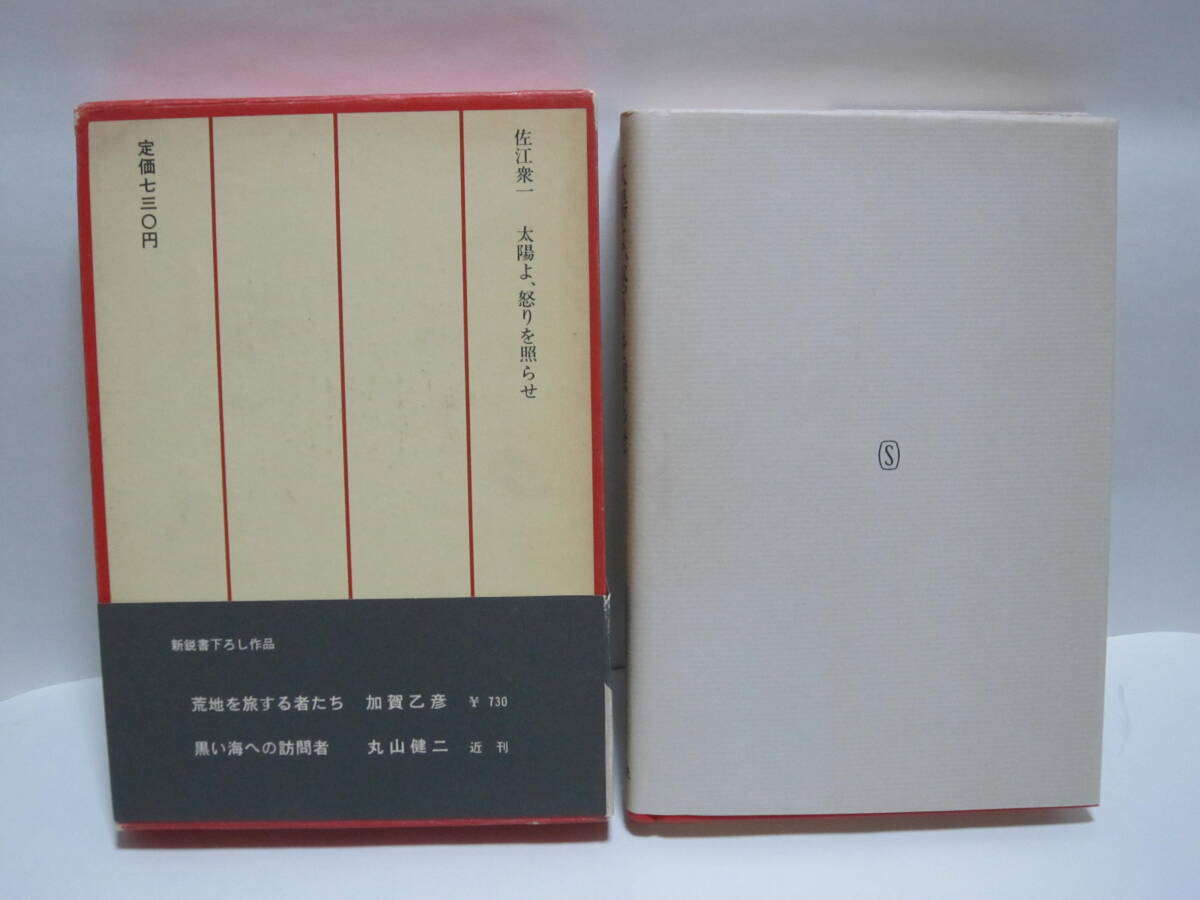 佐江衆一　太陽よ、怒りを照らせ
定価七三〇円
新鋭書下ろし作品
荒地を旅する者たち　加賀乙彦　¥ 730
黒い海への訪問者　丸山健二　近刊
S